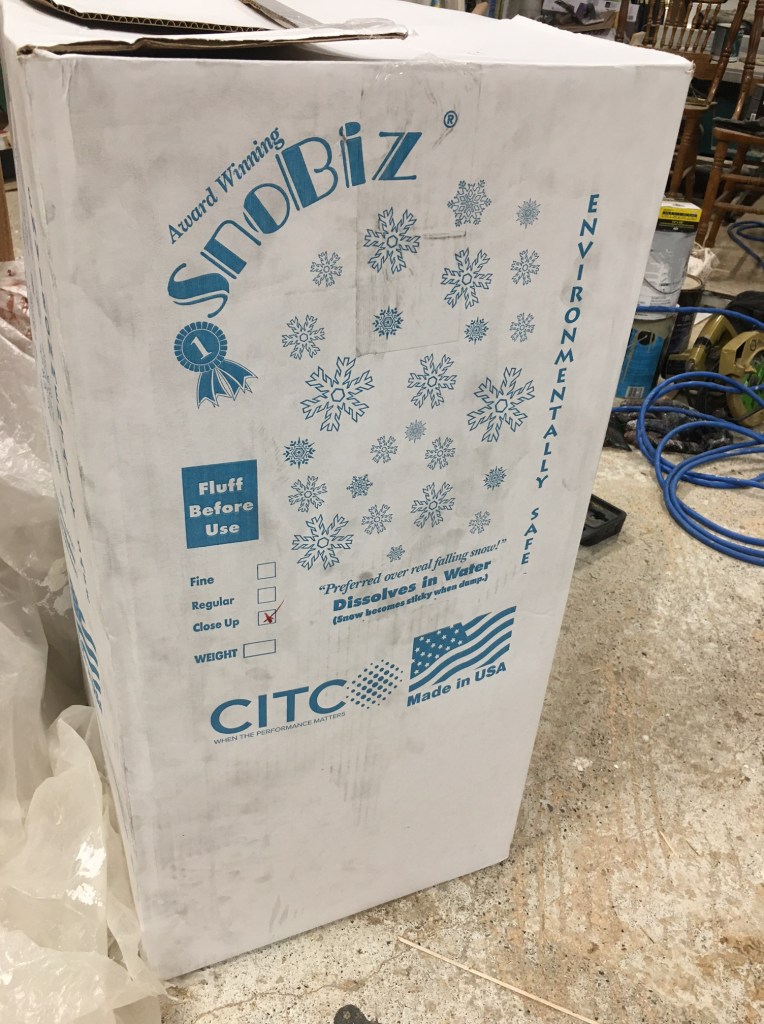 Award Winning
SnoBiz ®
1
ENVIRONMENTALLY SAFE
Fluff
Before
Use
Fine
Regular
Close Up
WEIGHT
"Preferred over real falling snow!"
Dissolves in Water
(Snow becomes sticky when damp.)
CITC
WHEN THE PERFORMANCE MATTERS
Made in USA